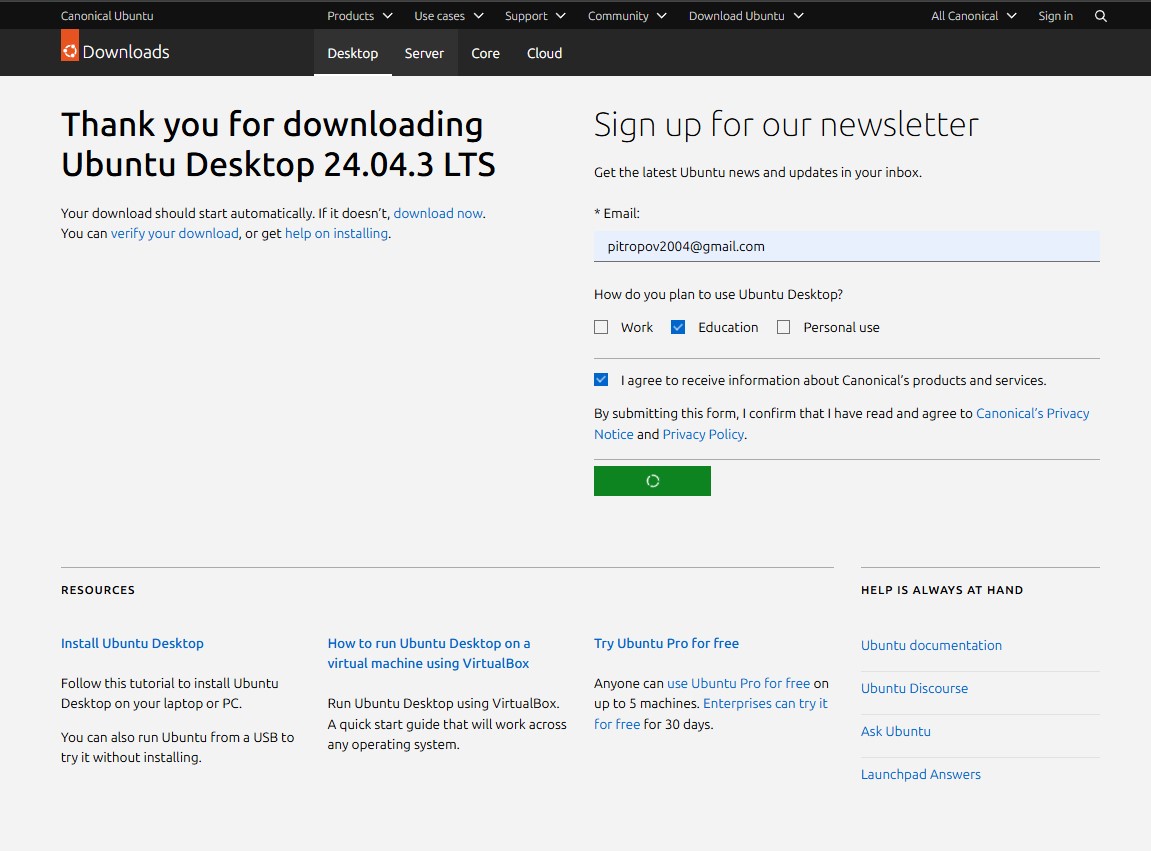 Canonical Ubuntu
Products
Use cases
Support
Community
Download Ubuntu
All Canonical
Sign in
Downloads
Desktop
Server
Core
Cloud
Thank you for downloading
Ubuntu Desktop 24.04.3 LTS
Your download should start automatically. If it doesn’t, download now.
You can verify your download, or get help on installing.
Sign up for our newsletter
Get the latest Ubuntu news and updates in your inbox.
* Email:
pitropov2004@gmail.com
How do you plan to use Ubuntu Desktop?
Work
Education
Personal use
I agree to receive information about Canonical’s products and services.
By submitting this form, I confirm that I have read and agree to Canonical’s Privacy
Notice and Privacy Policy.
RESOURCES
Install Ubuntu Desktop
Follow this tutorial to install Ubuntu
Desktop on your laptop or PC.
You can also run Ubuntu from a USB to
try it without installing.
How to run Ubuntu Desktop on a
virtual machine using VirtualBox
Run Ubuntu Desktop using VirtualBox.
A quick start guide that will work across
any operating system.
Try Ubuntu Pro for free
Anyone can use Ubuntu Pro for free on
up to 5 machines. Enterprises can try it
for free for 30 days.
HELP IS ALWAYS AT HAND
Ubuntu documentation
Ubuntu Discourse
Ask Ubuntu
Launchpad Answers